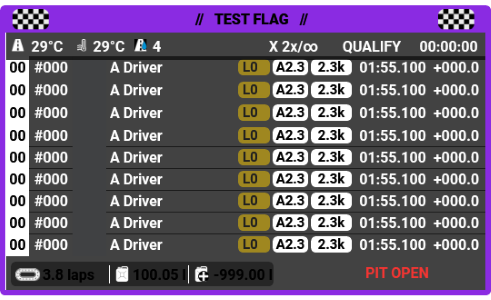 // TEST FLAG //
29°C 29°C 4 X 2x/∞ QUALIFY 00:00:00
00 #000 A Driver L0 A2.3 2.3k 01:55.100 +000.0
00 #000 A Driver L0 A2.3 2.3k 01:55.100 +000.0
00 #000 A Driver L0 A2.3 2.3k 01:55.100 +000.0
00 #000 A Driver L0 A2.3 2.3k 01:55.100 +000.0
00 #000 A Driver L0 A2.3 2.3k 01:55.100 +000.0
00 #000 A Driver L0 A2.3 2.3k 01:55.100 +000.0
00 #000 A Driver L0 A2.3 2.3k 01:55.100 +000.0
00 #000 A Driver L0 A2.3 2.3k 01:55.100 +000.0
00 #000 A Driver L0 A2.3 2.3k 01:55.100 +000.0
3.8 laps 100.05 l -999.00 l PIT OPEN